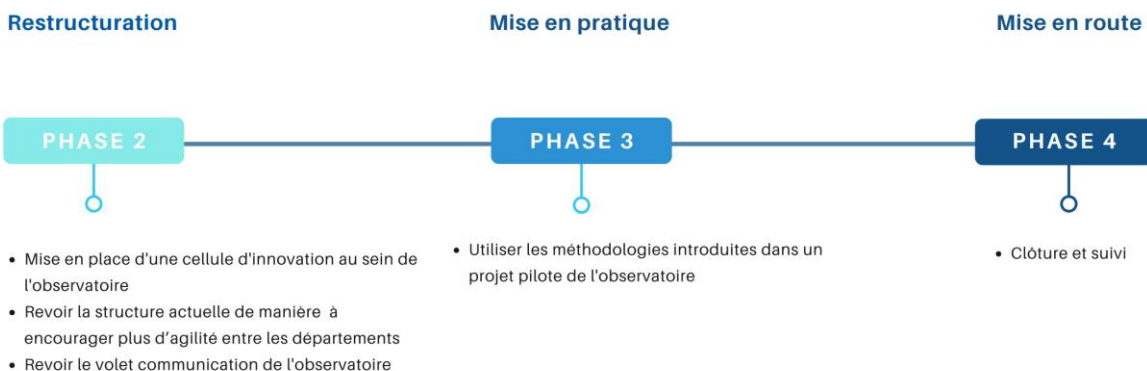 Restructuration
Mise en pratique
Mise en route
PHASE 2
PHASE 3
PHASE 4
• Mise en place d'une cellule d'innovation au sein de
l'observatoire
• Revoir la structure actuelle de manière à
encourager plus d’agilité entre les départements
• Revoir le volet communication de l'observatoire
• Utiliser les méthodologies introduites dans un
projet pilote de l'observatoire
• Clôture et suivi